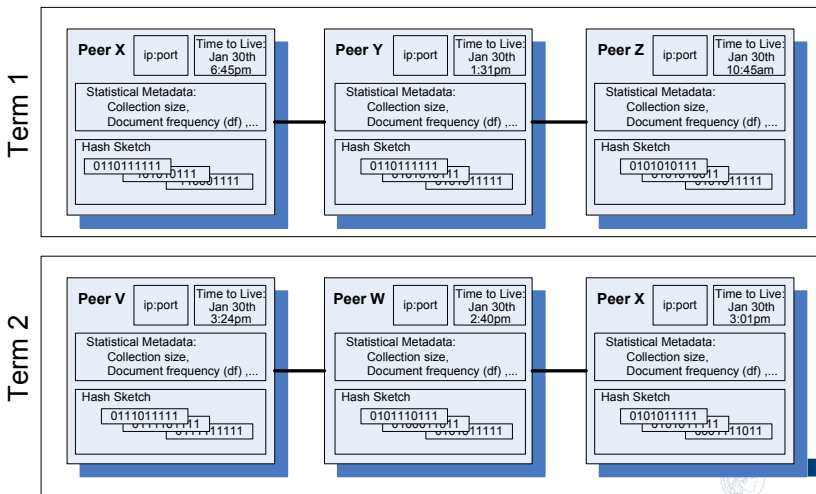 Term 1
Peer X
ip:port
Time to Live:
Jan 30th
6:45pm
Statistical Metadata:
Collection size,
Document frequency (df) ,...
Hash Sketch
0110111111
Peer Y
ip:port
Time to Live:
Jan 30th
1:31pm
Statistical Metadata:
Collection size,
Document frequency (df) ,...
Hash Sketch
0110111111
0101011111
Peer Z
ip:port
Time to Live:
Jan 30th
10:45am
Statistical Metadata:
Collection size,
Document frequency (df) ,...
Hash Sketch
0101010111
Term 2
Peer V
ip:port
Time to Live:
Jan 30th
3:24pm
Statistical Metadata:
Collection size,
Document frequency (df) ,...
Hash Sketch
0111011111
Peer W
ip:port
Time to Live:
Jan 30th
2:40pm
Statistical Metadata:
Collection size,
Document frequency (df) ,...
Hash Sketch
0101110111
Peer X
ip:port
Time to Live:
Jan 30th
3:01pm
Statistical Metadata:
Collection size,
Document frequency (df) ,...
Hash Sketch
0101011111